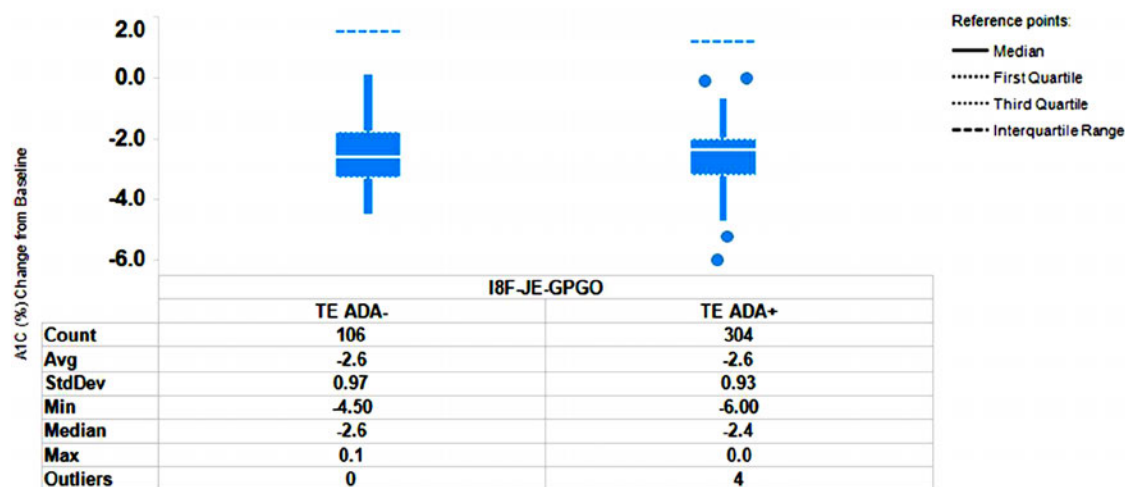 2.0
0.0
-2.0
-4.0
-6.0
A1C (%) Change from Baseline
Reference points:
Median
First Quartile
Third Quartile
Interquartile Range
I8F-JE-GPGO
TE ADA- TE ADA+
Count 106 304
Avg -2.6 -2.6
StdDev 0.97 0.93
Min -4.50 -6.00
Median -2.6 -2.4
Max 0.1 0.0
Outliers 0 4